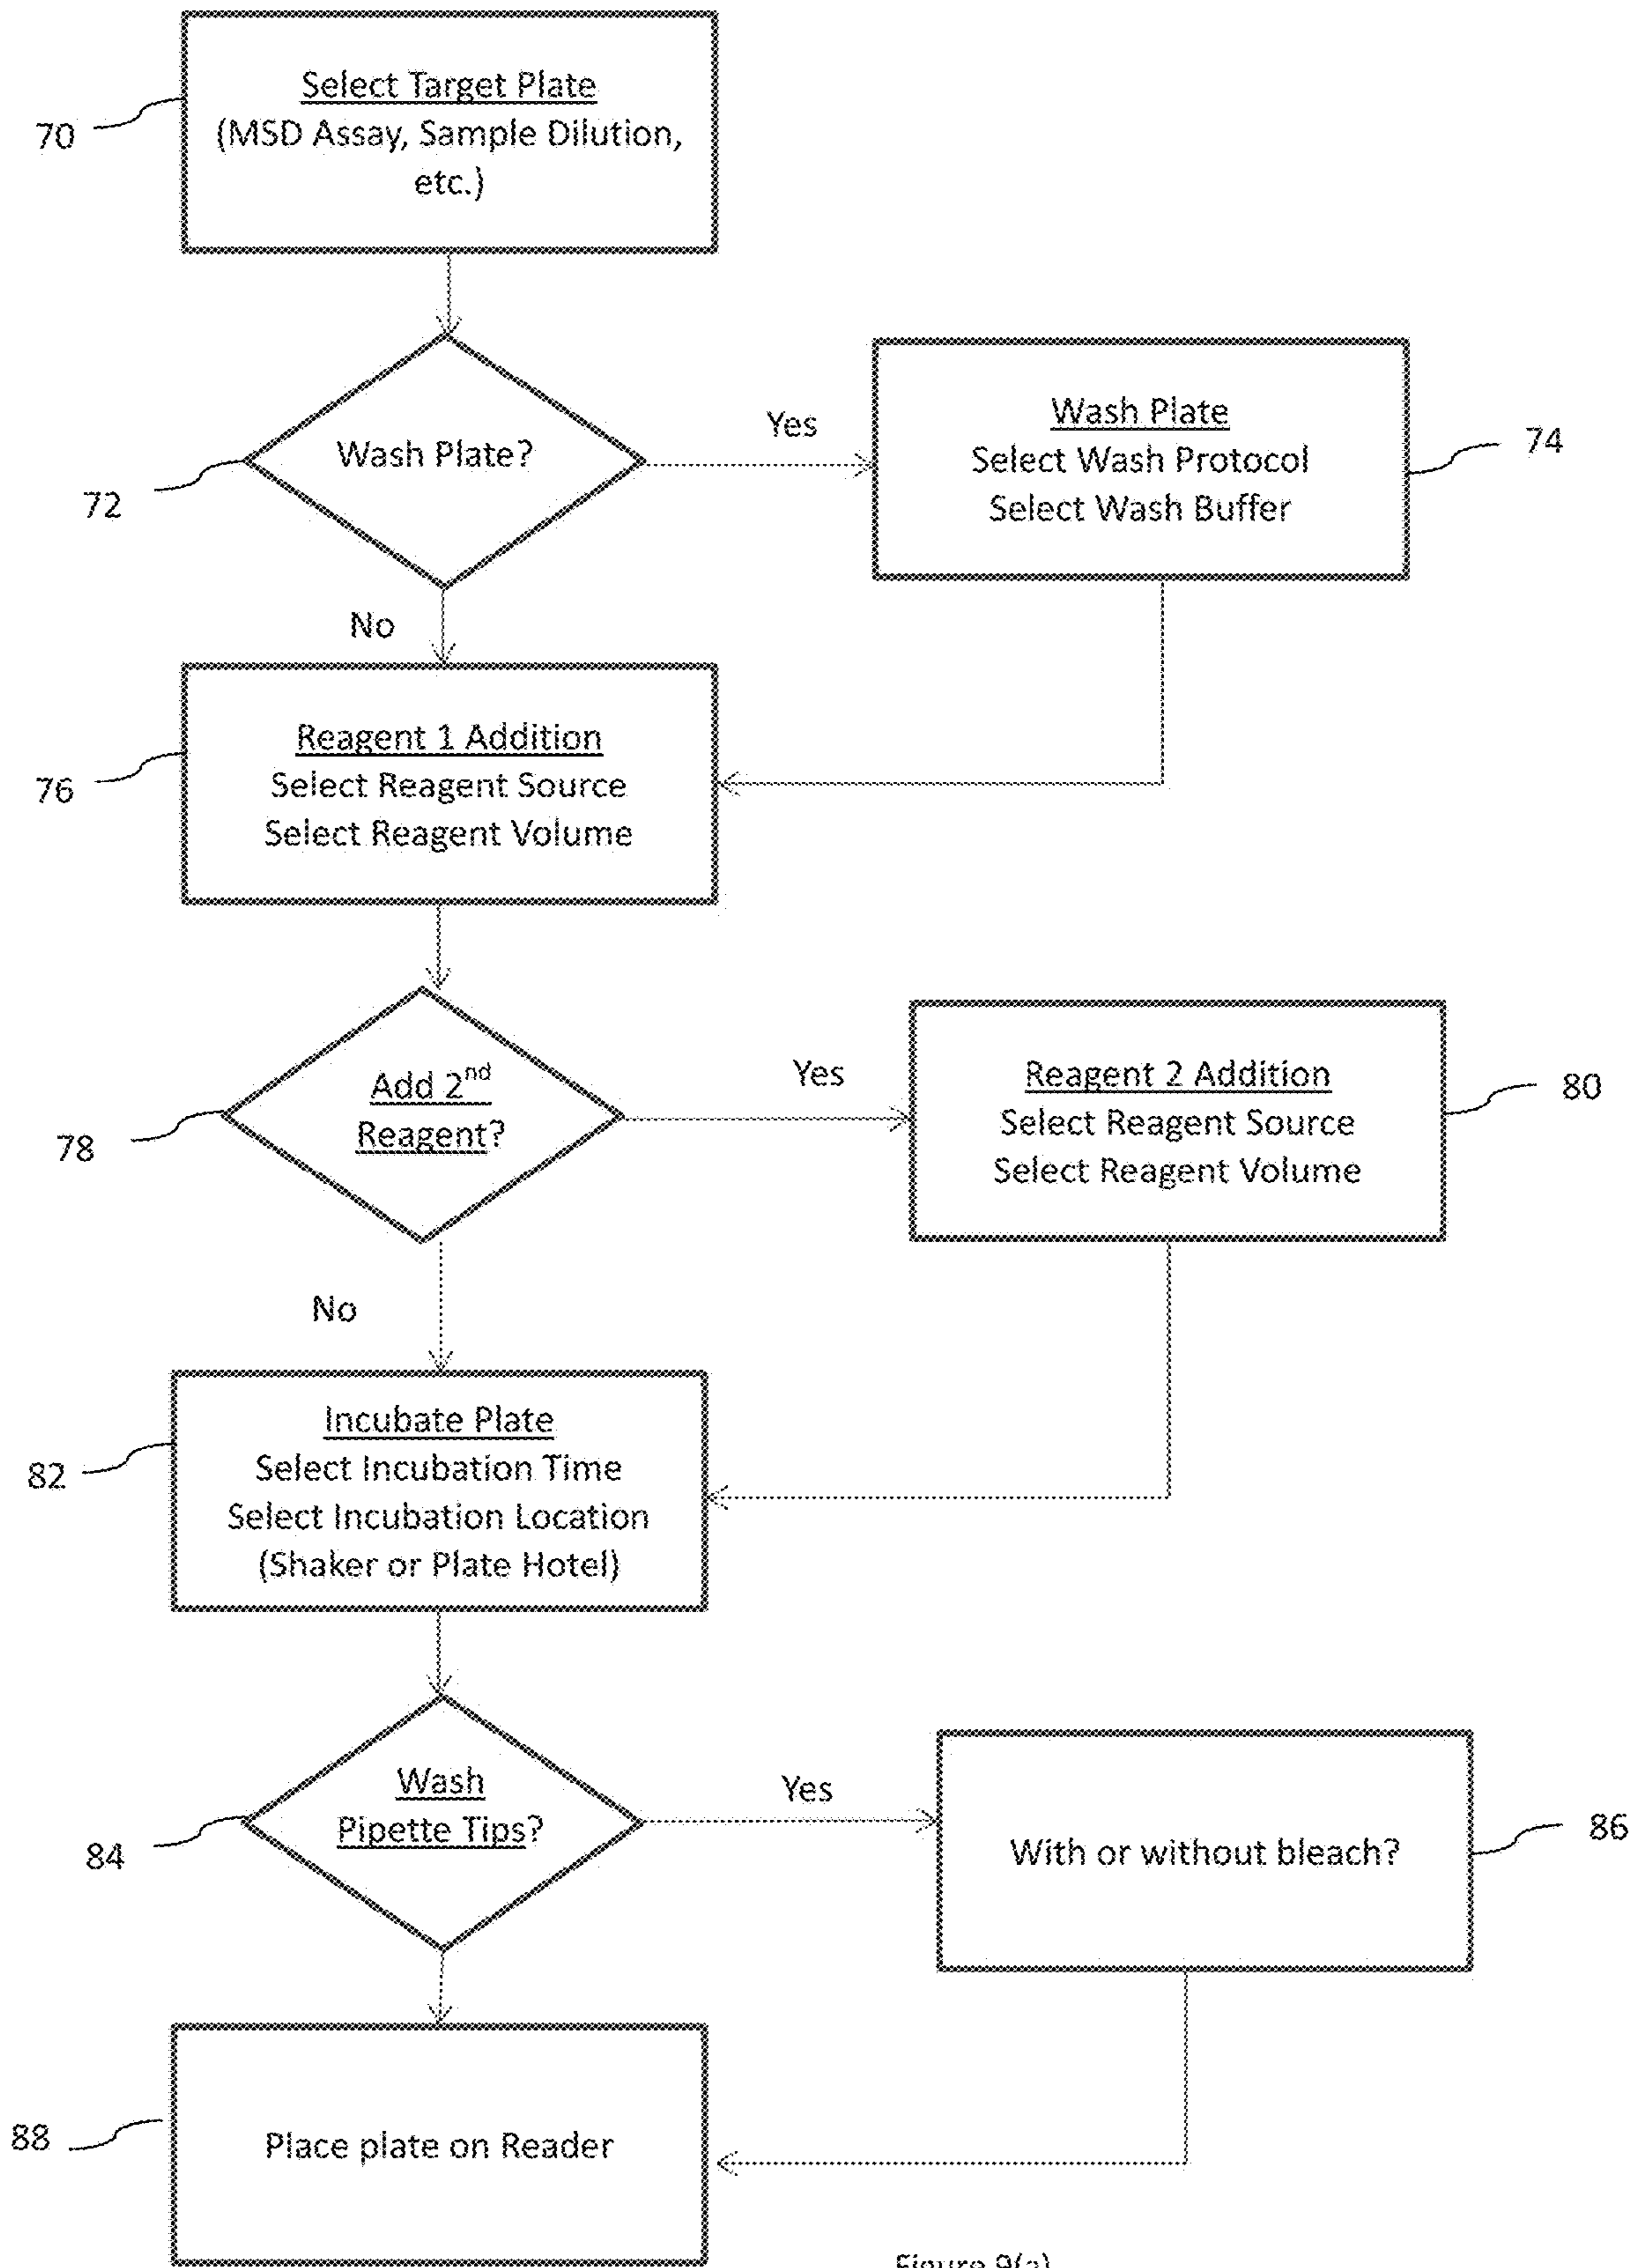 Select Target Plate
(MSD Assay, Sample Dilution,
etc.)
70
Wash Plate?
72
Yes
Wash Plate
Select Wash Protocol
Select Wash Buffer
74
No
Reagent 1 Addition
Select Reagent Source
Select Reagent Volume
76
Add 2nd
Reagent?
78
Yes
Reagent 2 Addition
Select Reagent Source
Select Reagent Volume
80
No
Incubate Plate
Select Incubation Time
Select Incubation Location
(Shaker or Plate Hotel)
82
Wash
Pipette Tips?
84
Yes
With or without bleach?
86
Place plate on Reader
88
Figure 9(a)